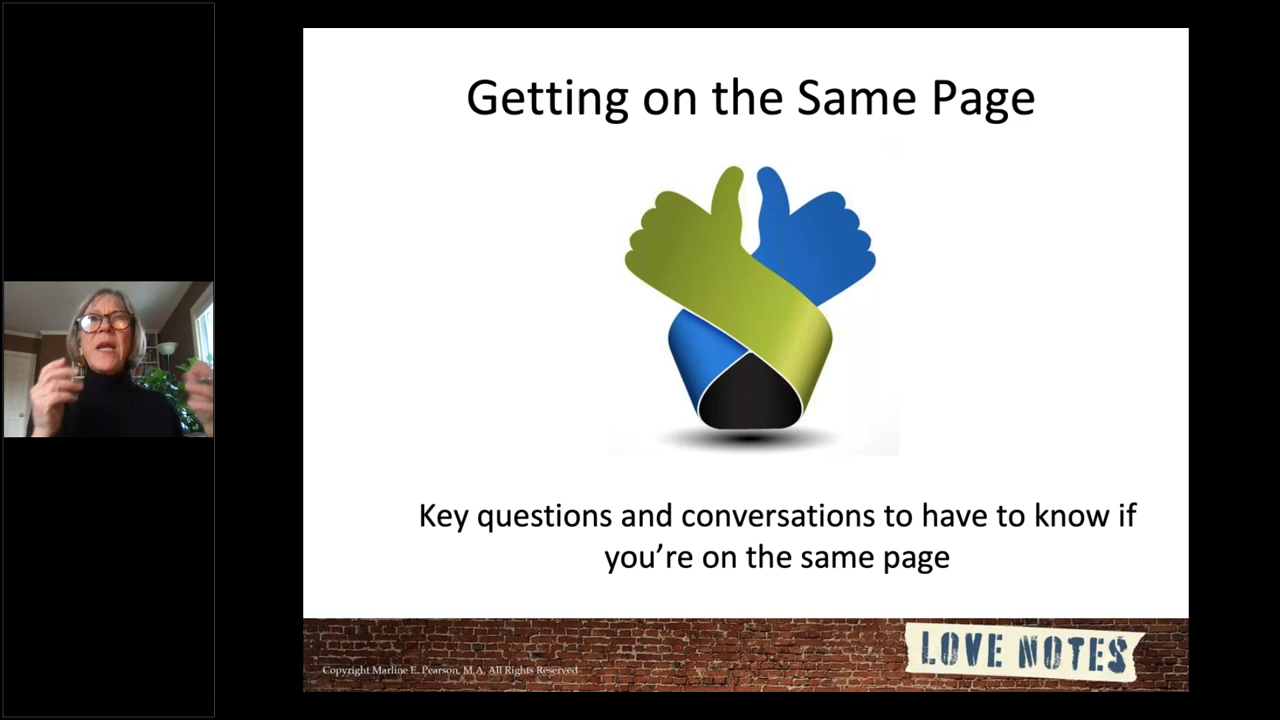 Getting on the Same Page
Key questions and conversations to have to know if
you’re on the same page
Copyright Marline E. Pearson, M.A. All Rights Reserved
LOVE NOTES